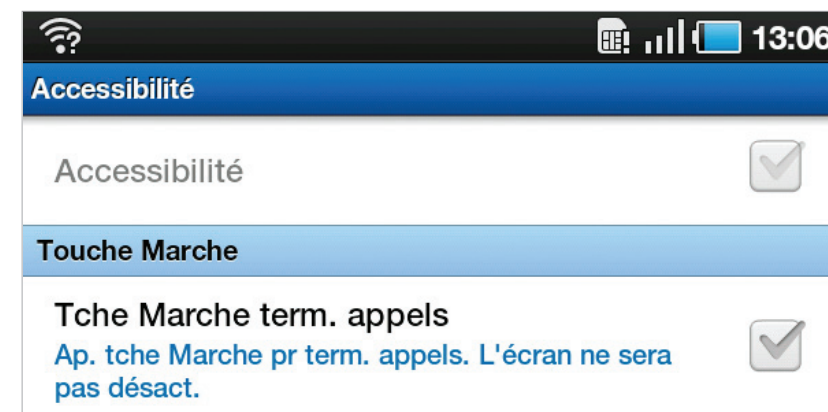 13:06
Accessibilité
Accessibilité
Touche Marche
Tche Marche term. appels
Ap. tche Marche pr term. appels. L'écran ne sera
pas désact.